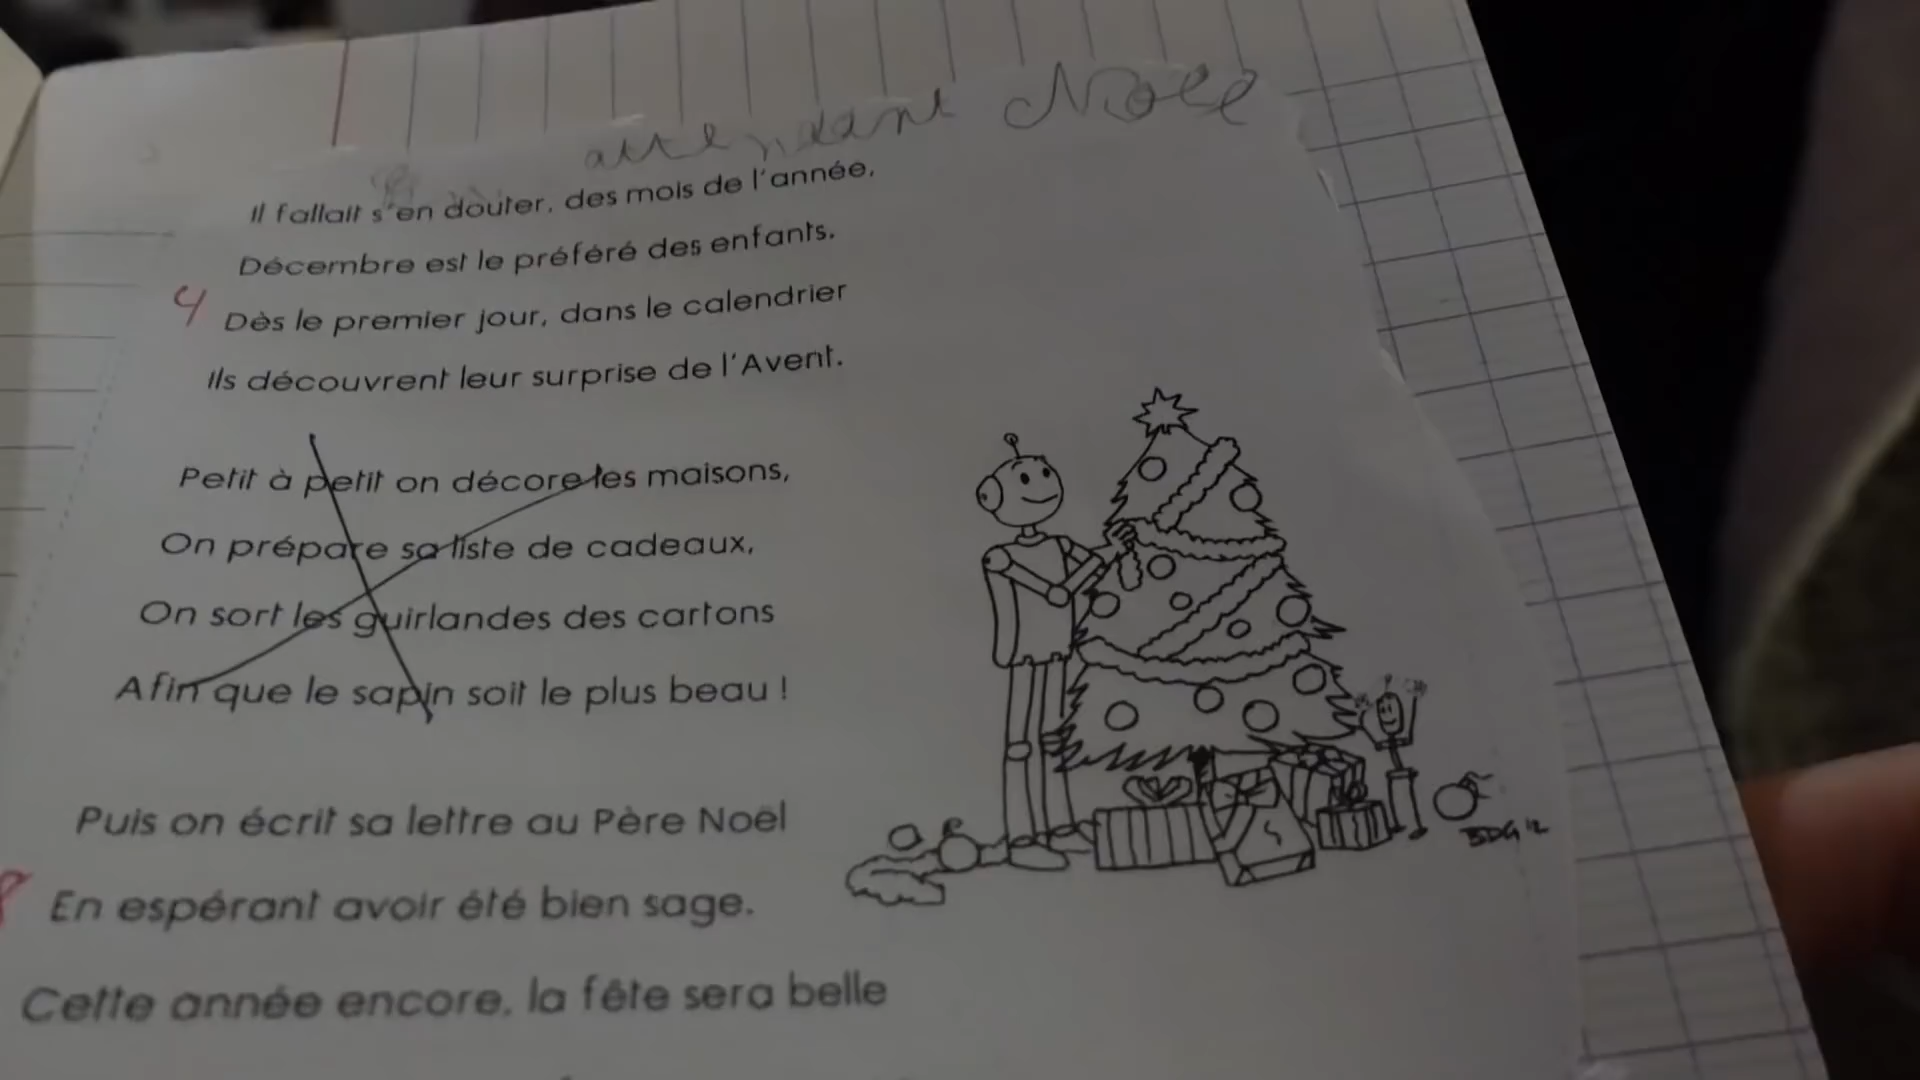 attendant Noël
Il fallait s'en douter, des mois de l'année,
Décembre est le préféré des enfants.
4
Dès le premier jour, dans le calendrier
Ils découvrent leur surprise de l'Avent.
Petit à petit on décore les maisons,
On prépare sa liste de cadeaux,
On sort les guirlandes des cartons
Afin que le sapin soit le plus beau !
Puis on écrit sa lettre au Père Noël
En espérant avoir été bien sage.
Cette année encore, la fête sera belle
BDG'12